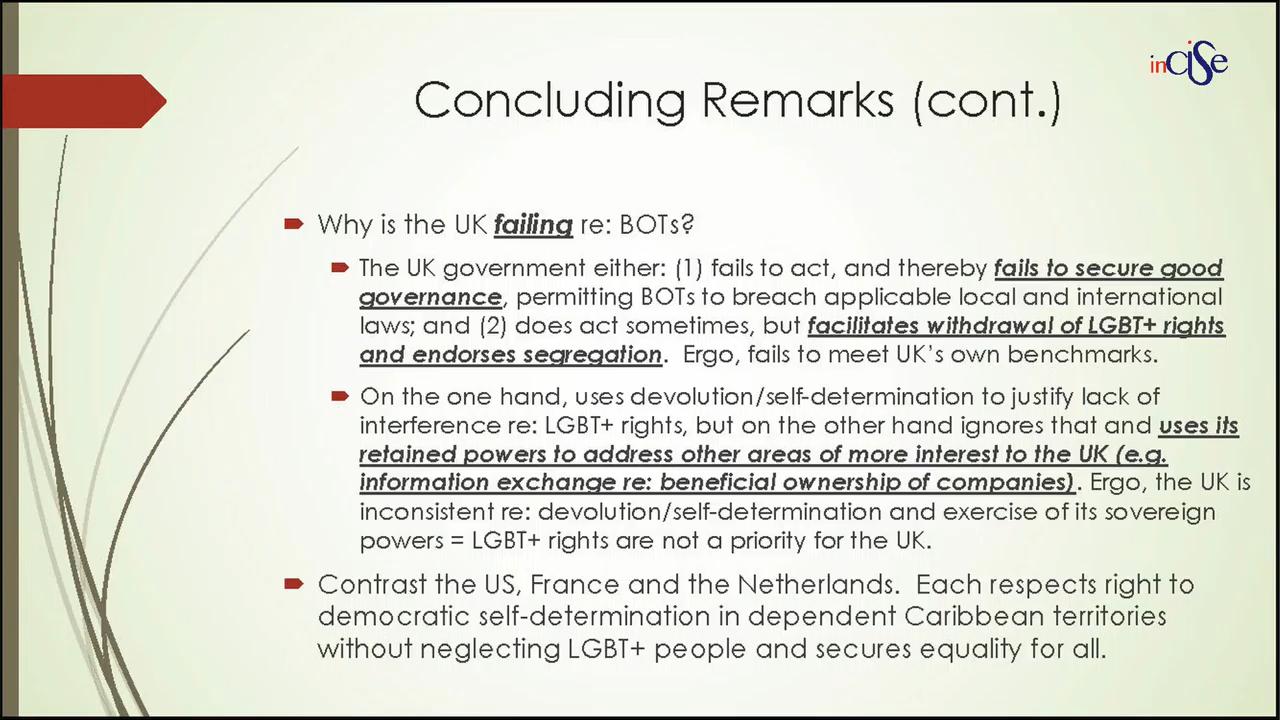 inCiSe
Concluding Remarks (cont.)
Why is the UK failing re: BOTs?
The UK government either: (1) fails to act, and thereby fails to secure good
governance, permitting BOTs to breach applicable local and international
laws; and (2) does act sometimes, but facilitates withdrawal of LGBT+ rights
and endorses segregation. Ergo, fails to meet UK's own benchmarks.
On the one hand, uses devolution/self-determination to justify lack of
interference re: LGBT+ rights, but on the other hand ignores that and uses its
retained powers to address other areas of more interest to the UK (e.g.
information exchange re: beneficial ownership of companies). Ergo, the UK is
inconsistent re: devolution/self-determination and exercise of its sovereign
powers = LGBT+ rights are not a priority for the UK.
Contrast the US, France and the Netherlands. Each respects right to
democratic self-determination in dependent Caribbean territories
without neglecting LGBT+ people and secures equality for all.